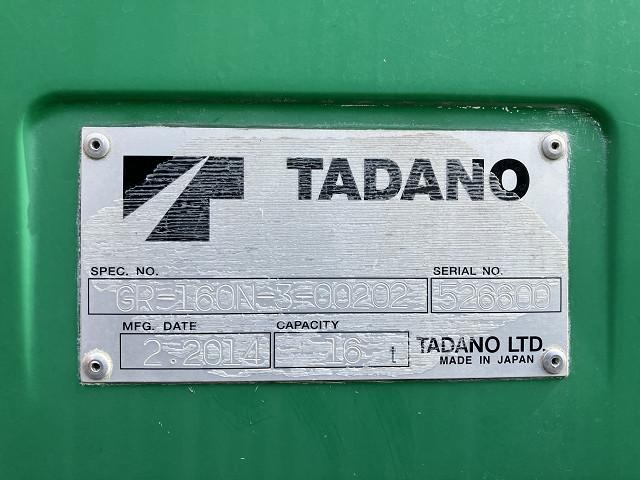 TADANO
SPEC. NO. SERIAL NO.
GR-160N-3-00202 526600
MFG. DATE CAPACITY
2.2014 16 t TADANO LTD.
MADE IN JAPAN